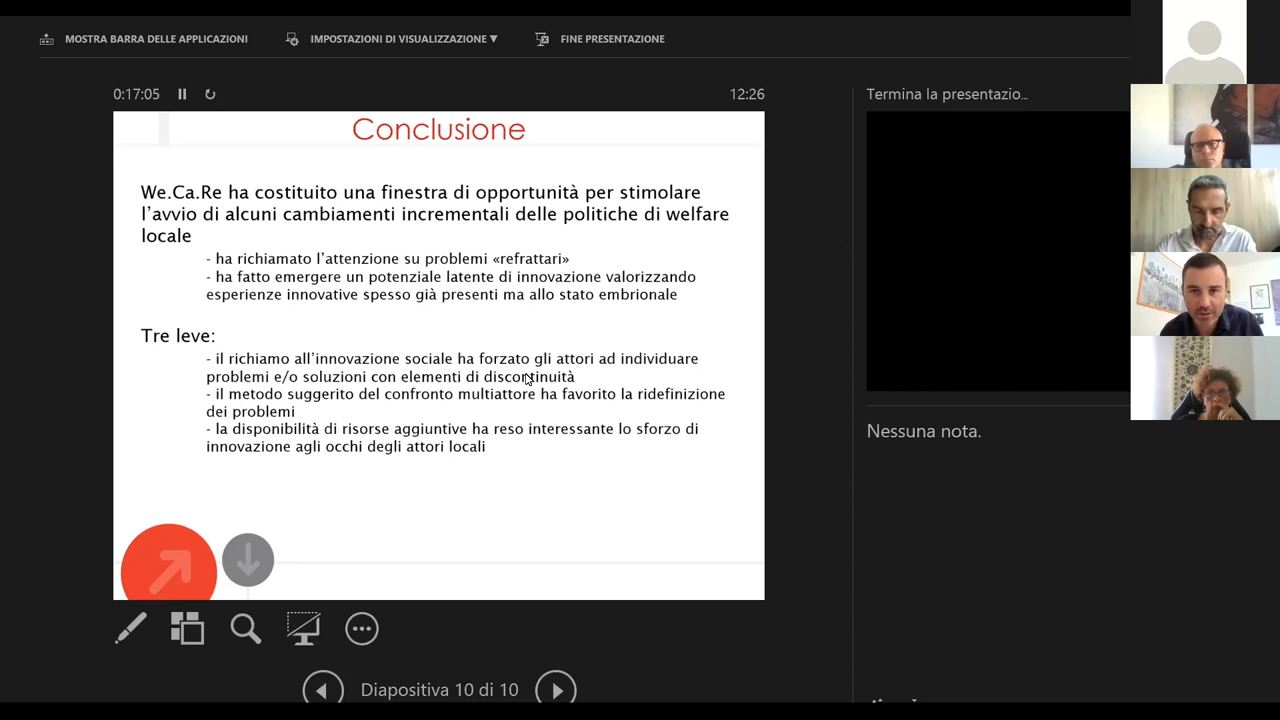 MOSTRA BARRA DELLE APPLICAZIONI
IMPOSTAZIONI DI VISUALIZZAZIONE ▼
FINE PRESENTAZIONE
0:17:05
12:26
Termina la presentazio...
Conclusione
We.Ca.Re ha costituito una finestra di opportunità per stimolare
l'avvio di alcuni cambiamenti incrementali delle politiche di welfare
locale
- ha richiamato l'attenzione su problemi «refrattari»
- ha fatto emergere un potenziale latente di innovazione valorizzando
esperienze innovative spesso già presenti ma allo stato embrionale
Tre leve:
- il richiamo all'innovazione sociale ha forzato gli attori ad individuare
problemi e/o soluzioni con elementi di discontinuità
- il metodo suggerito del confronto multiattore ha favorito la ridefinizione
dei problemi
- la disponibilità di risorse aggiuntive ha reso interessante lo sforzo di
innovazione agli occhi degli attori locali
Nessuna nota.
Diapositiva 10 di 10